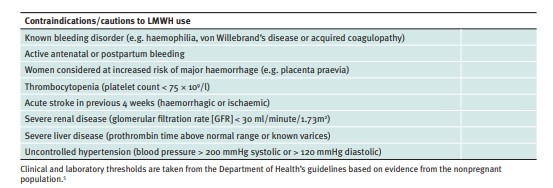 Contraindications/cautions to LMWH use
Known bleeding disorder (e.g. haemophilia, von Willebrand's disease or acquired coagulopathy)
Active antenatal or postpartum bleeding
Women considered at increased risk of major haemorrhage (e.g. placenta praevia)
Thrombocytopenia (platelet count < 75 × 10⁹/l)
Acute stroke in previous 4 weeks (haemorrhagic or ischaemic)
Severe renal disease (glomerular filtration rate [GFR] < 30 ml/minute/1.73m²)
Severe liver disease (prothrombin time above normal range or known varices)
Uncontrolled hypertension (blood pressure > 200 mmHg systolic or > 120 mmHg diastolic)
Clinical and laboratory thresholds are taken from the Department of Health's guidelines based on evidence from the nonpregnant
population.⁵